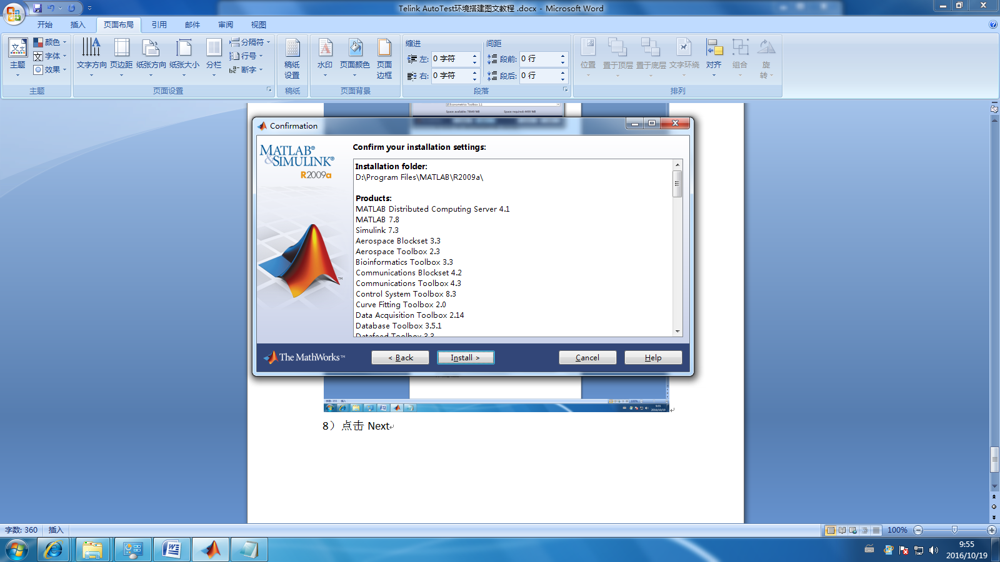 Telink AutoTest环境搭建图文教程 .docx - Microsoft Word
开始 插入 页面布局 引用 邮件 审阅 视图
主题 颜色 字体 效果
文字方向 页边距 纸张方向 纸张大小 分栏 分隔符 行号 断字
稿纸 设置
水印 页面颜色 页面 边框
缩进 左: 0 字符 右: 0 字符
间距 段前: 0 行 段后: 0 行
位置 置于顶层 置于底层 文字环绕 对齐 组合 旋 转
主题 页面设置 稿纸 页面背景 段落 排列
Econometrics Toolbox 1.1
Confirmation
MATLAB®
&SIMULINK®
R2009a
Confirm your installation settings:
Installation folder:
D:\Program Files\MATLAB\R2009a\
Products:
MATLAB Distributed Computing Server 4.1
MATLAB 7.8
Simulink 7.3
Aerospace Blockset 3.3
Aerospace Toolbox 2.3
Bioinformatics Toolbox 3.3
Communications Blockset 4.2
Communications Toolbox 4.3
Control System Toolbox 8.3
Curve Fitting Toolbox 2.0
Data Acquisition Toolbox 2.14
Database Toolbox 3.5.1
Datafeed Toolbox 3.3
The MathWorks™
< Back Install > Cancel Help
8）点击 Next
字数: 360 插入 100%
9:55
2016/10/19